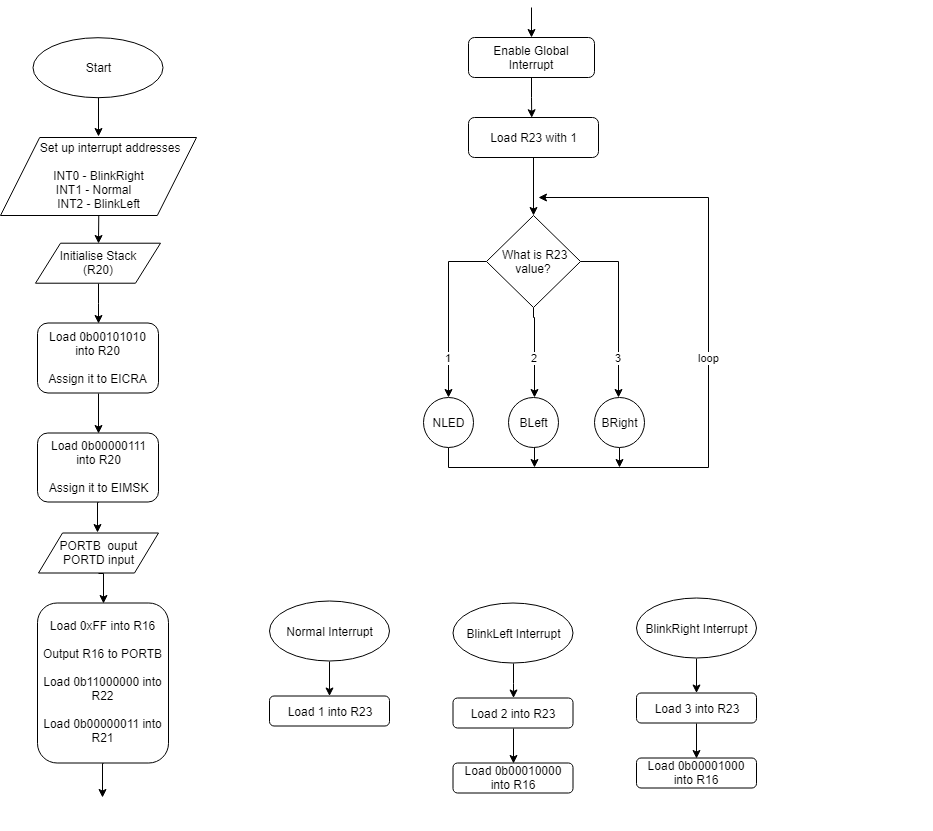 Start
Set up interrupt addresses
INT0 - BlinkRight
INT1 - Normal
INT2 - BlinkLeft
Initialise Stack
(R20)
Load 0b00101010
into R20
Assign it to EICRA
Load 0b00000111
into R20
Assign it to EIMSK
PORTB ouput
PORTD input
Load 0xFF into R16
Output R16 to PORTB
Load 0b11000000 into
R22
Load 0b00000011 into
R21
Enable Global
Interrupt
Load R23 with 1
What is R23
value?
1
2
3
loop
NLED
BLeft
BRight
Normal Interrupt
Load 1 into R23
BlinkLeft Interrupt
Load 2 into R23
Load 0b00010000
into R16
BlinkRight Interrupt
Load 3 into R23
Load 0b00001000
into R16